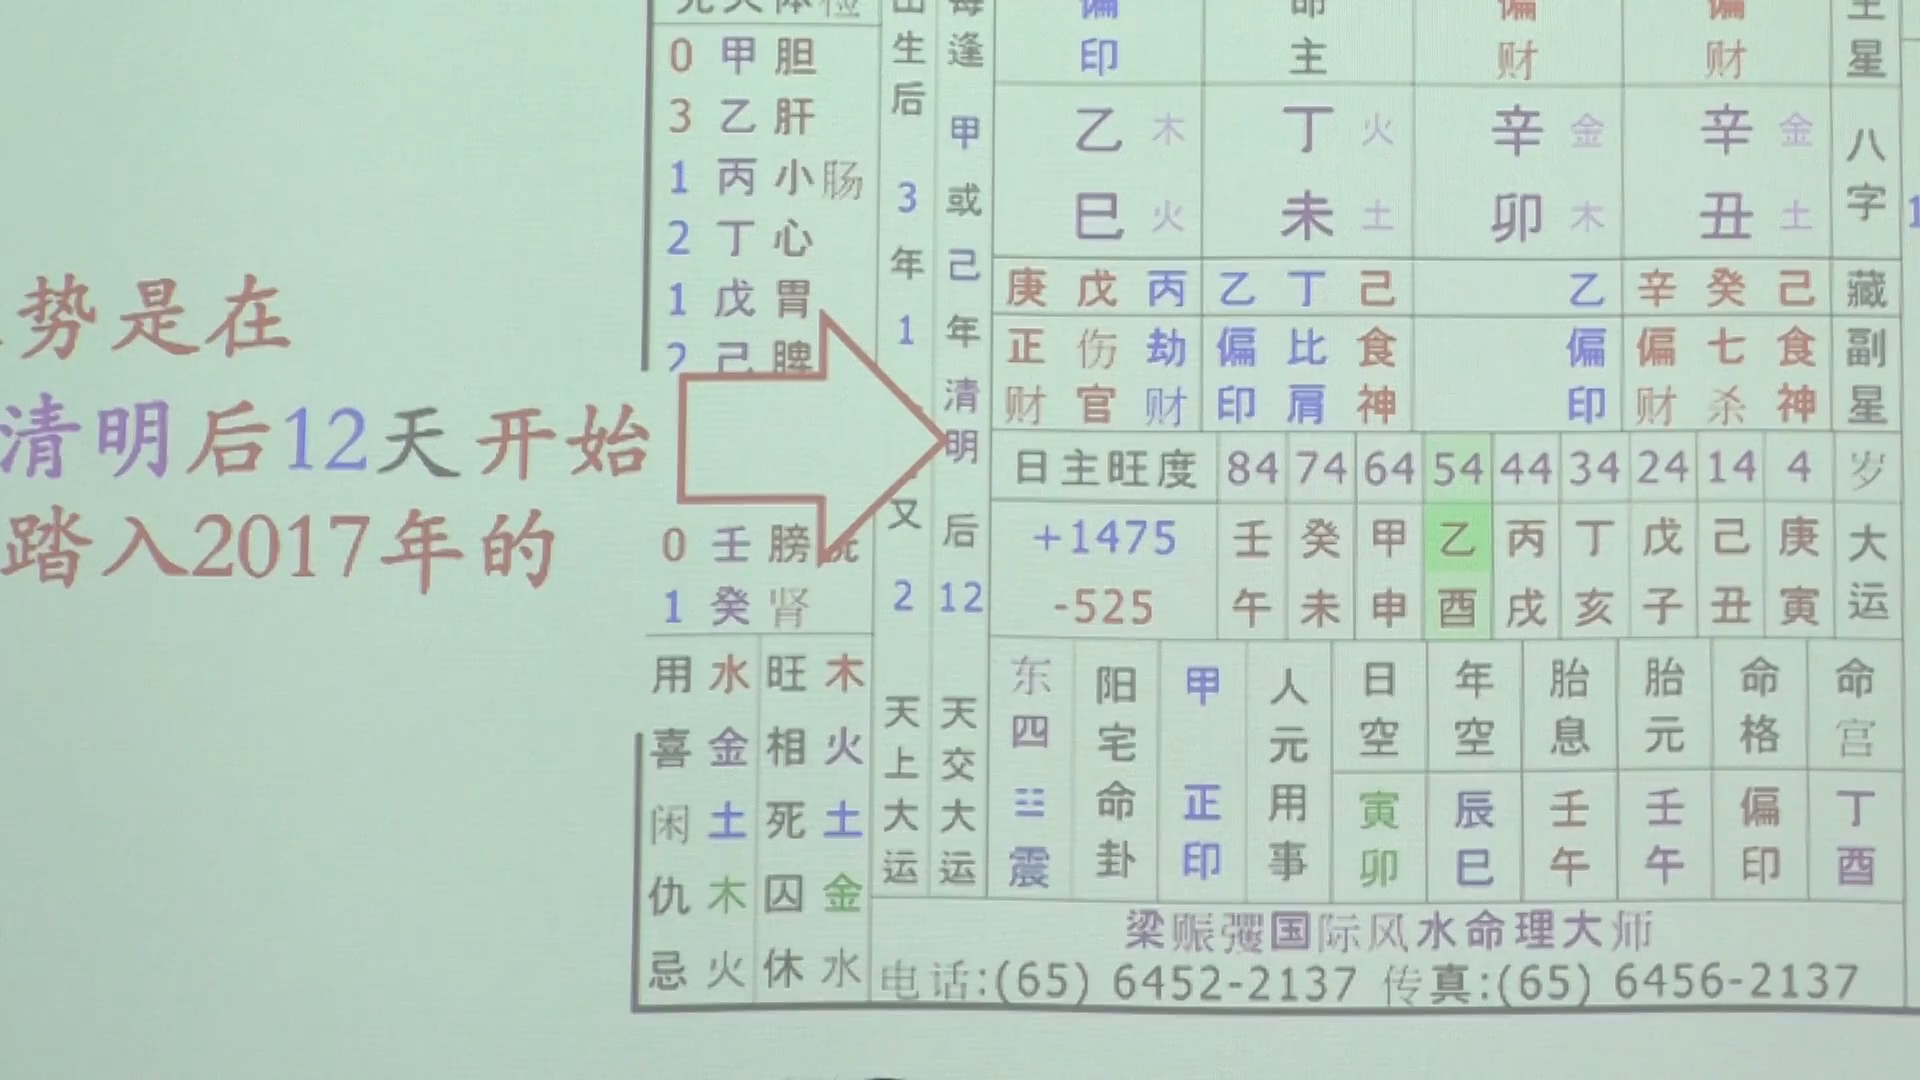 势是在
清明后12天开始
踏入2017年的
0 甲 胆
3 乙 肝
1 丙 小肠
2 丁 心
1 戊 胃
2 己 脾
0 壬 膀胱
1 癸 肾
用 水 旺 木
喜 金 相 火
闲 土 死 土
仇 木 囚 金
忌 火 休 水
出生后 3 年 1 又 2 天上大运
每逢甲或己年清明后 12 天交大运
偏印 命主 偏财 偏财 主星
乙木 丁火 辛金 辛金 八字
巳火 未土 卯木 丑土
庚 戊 丙 乙 丁 己 乙 辛 癸 己 藏
正财 伤官 劫财 偏印 比肩 食神 偏印 偏财 七杀 食神 副星
日主旺度 84 74 64 54 44 34 24 14 4 岁
+1475 壬 癸 甲 乙 丙 丁 戊 己 庚 大运
-525 午 未 申 酉 戌 亥 子 丑 寅
东四 ☳ 震 阳宅命卦 甲 正印 人元用事 日空 年空 胎息 胎元 命格 命宫
寅卯 辰巳 壬午 壬午 偏印 丁酉
梁赈彏国际风水命理大师
电话:(65) 6452-2137 传真:(65) 6456-2137